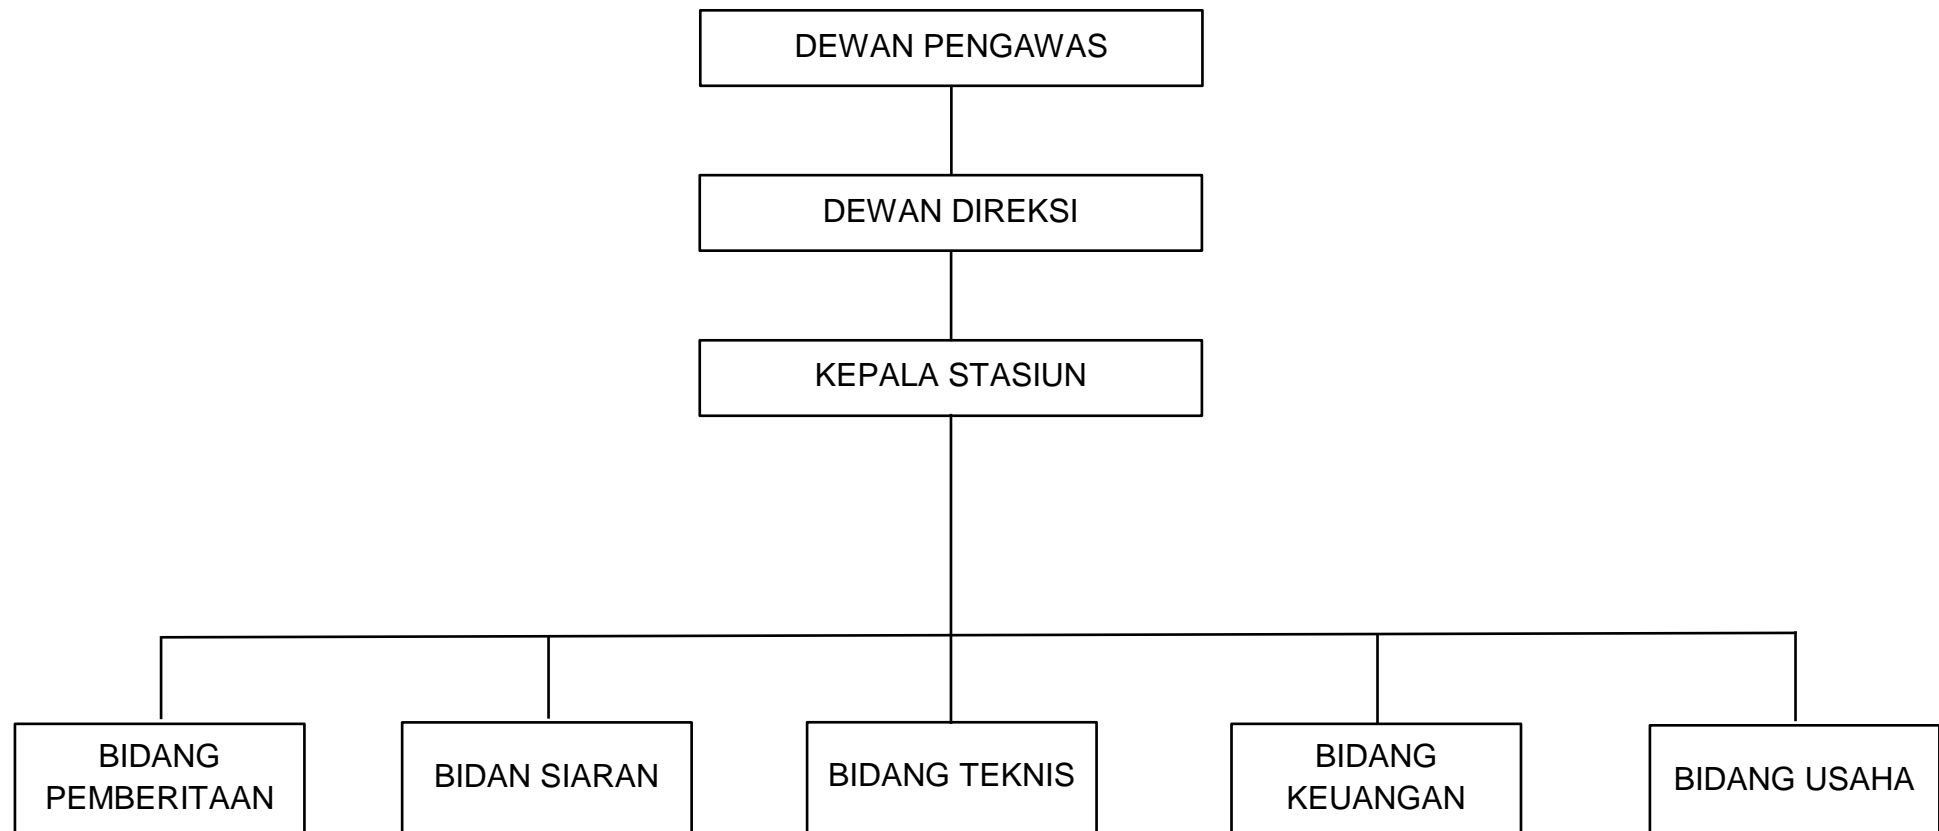 DEWAN PENGAWAS
DEWAN DIREKSI
KEPALA STASIUN
BIDANG
PEMBERITAAN
BIDAN SIARAN
BIDANG TEKNIS
BIDANG
KEUANGAN
BIDANG USAHA